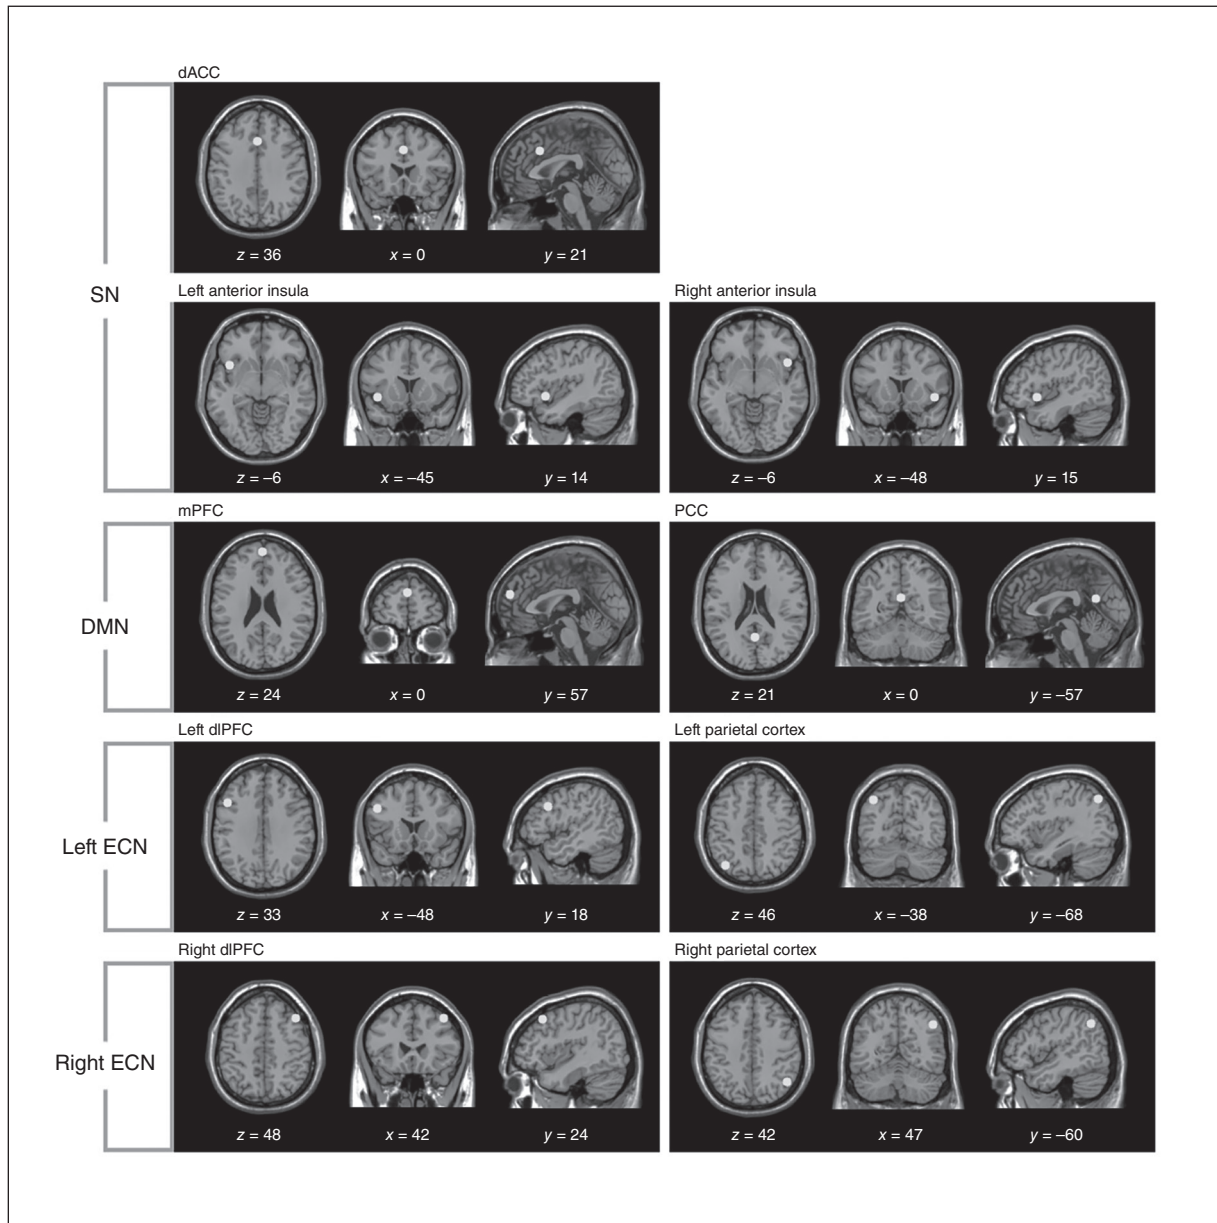 dACC
z = 36 x = 0 y = 21
SN
Left anterior insula Right anterior insula
z = –6 x = –45 y = 14 z = –6 x = –48 y = 15
mPFC PCC
DMN
z = 24 x = 0 y = 57 z = 21 x = 0 y = –57
Left dlPFC Left parietal cortex
Left ECN
z = 33 x = –48 y = 18 z = 46 x = –38 y = –68
Right dlPFC Right parietal cortex
Right ECN
z = 48 x = 42 y = 24 z = 42 x = 47 y = –60